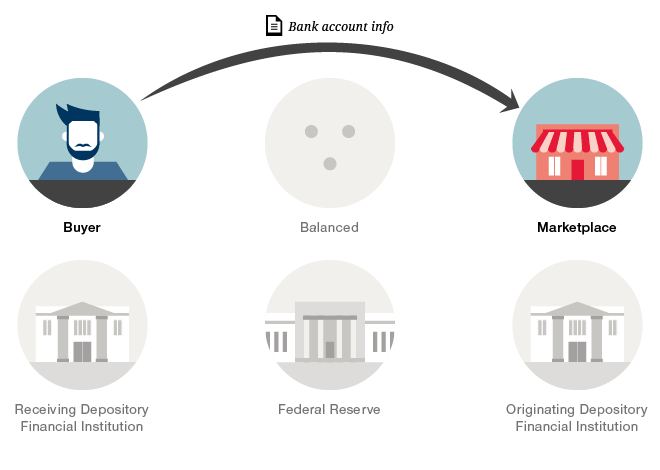 Bank account info
Buyer
Balanced
Marketplace
Receiving Depository
Financial Institution
Federal Reserve
Originating Depository
Financial Institution